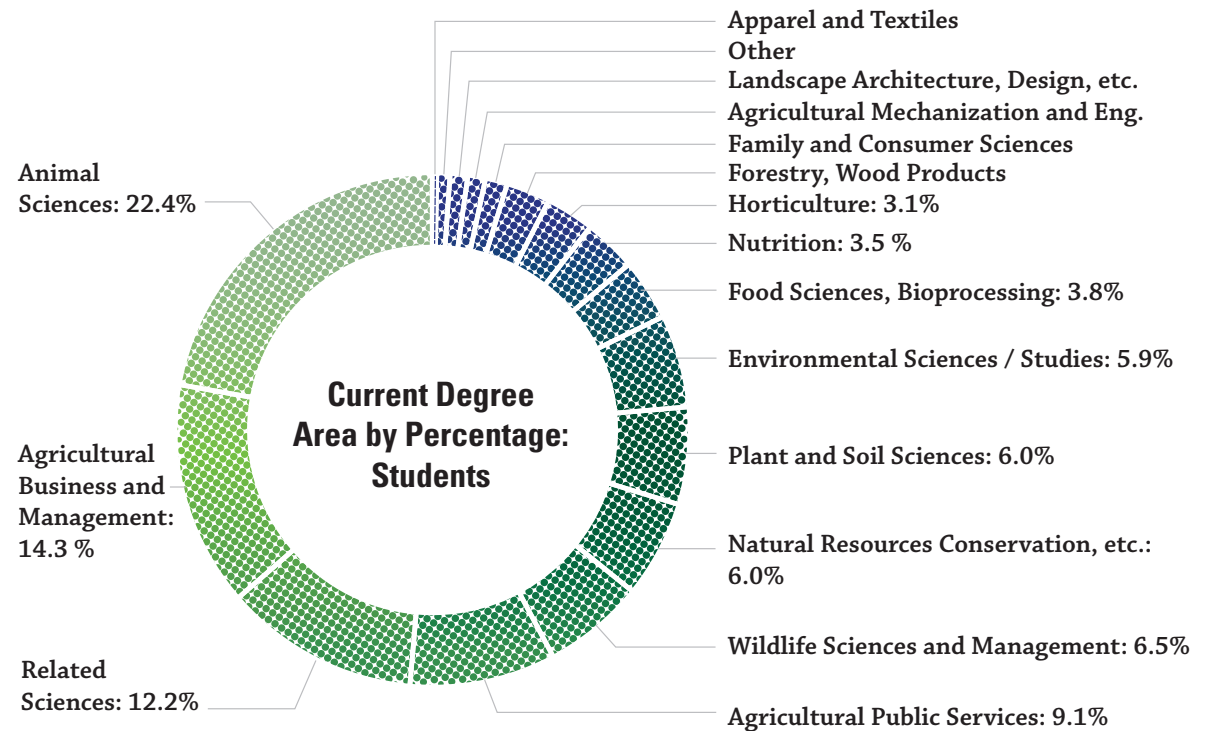 Apparel and Textiles
Other
Landscape Architecture, Design, etc.
Agricultural Mechanization and Eng.
Family and Consumer Sciences
Forestry, Wood Products
Horticulture: 3.1%
Nutrition: 3.5 %
Food Sciences, Bioprocessing: 3.8%
Environmental Sciences / Studies: 5.9%
Plant and Soil Sciences: 6.0%
Natural Resources Conservation, etc.:
6.0%
Wildlife Sciences and Management: 6.5%
Agricultural Public Services: 9.1%
Related
Sciences: 12.2%
Agricultural
Business and
Management:
14.3 %
Animal
Sciences: 22.4%
Current Degree
Area by Percentage:
Students